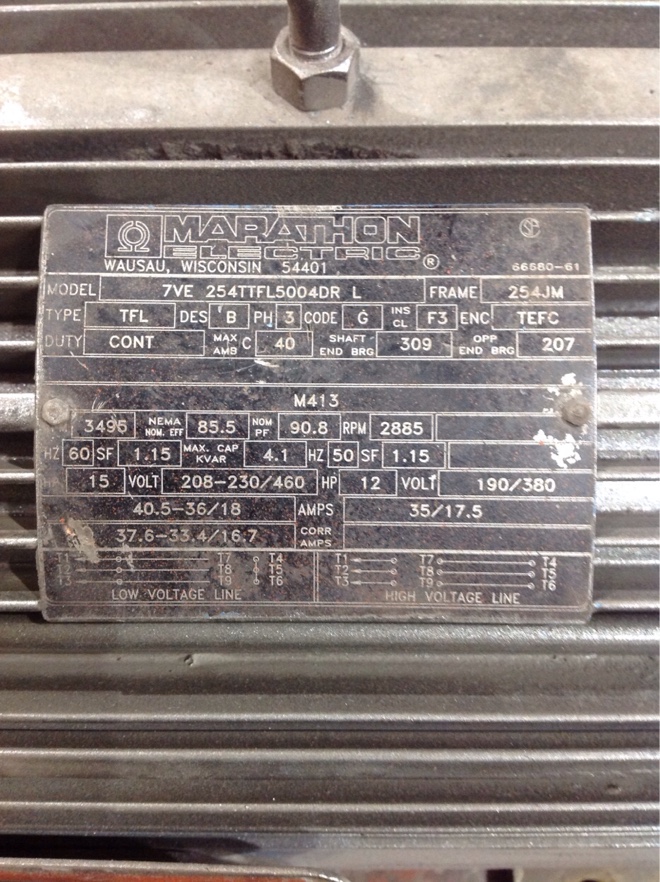 MARATHON
ELECTRIC ®
WAUSAU, WISCONSIN 54401 66680-61
MODEL 7VE 254TTFL5004DR L FRAME 254JM
TYPE TFL DES B PH 3 CODE G INS CL F3 ENC TEFC
DUTY CONT MAX AMB C 40 SHAFT END BRG 309 OPP END BRG 207
M413
3495 NEMA NOM. EFF 85.5 NOM PF 90.8 RPM 2885
HZ 60 SF 1.15 MAX. CAP KVAR 4.1 HZ 50 SF 1.15
HP 15 VOLT 208-230/460 HP 12 VOLT 190/380
40.5-36/18 AMPS 35/17.5
37.6-33.4/16.7 CORR AMPS
T1 T7 T4 T1 T7 T4
T2 T8 T5 T2 T8 T5
T3 T9 T6 T3 T9 T6
LOW VOLTAGE LINE HIGH VOLTAGE LINE